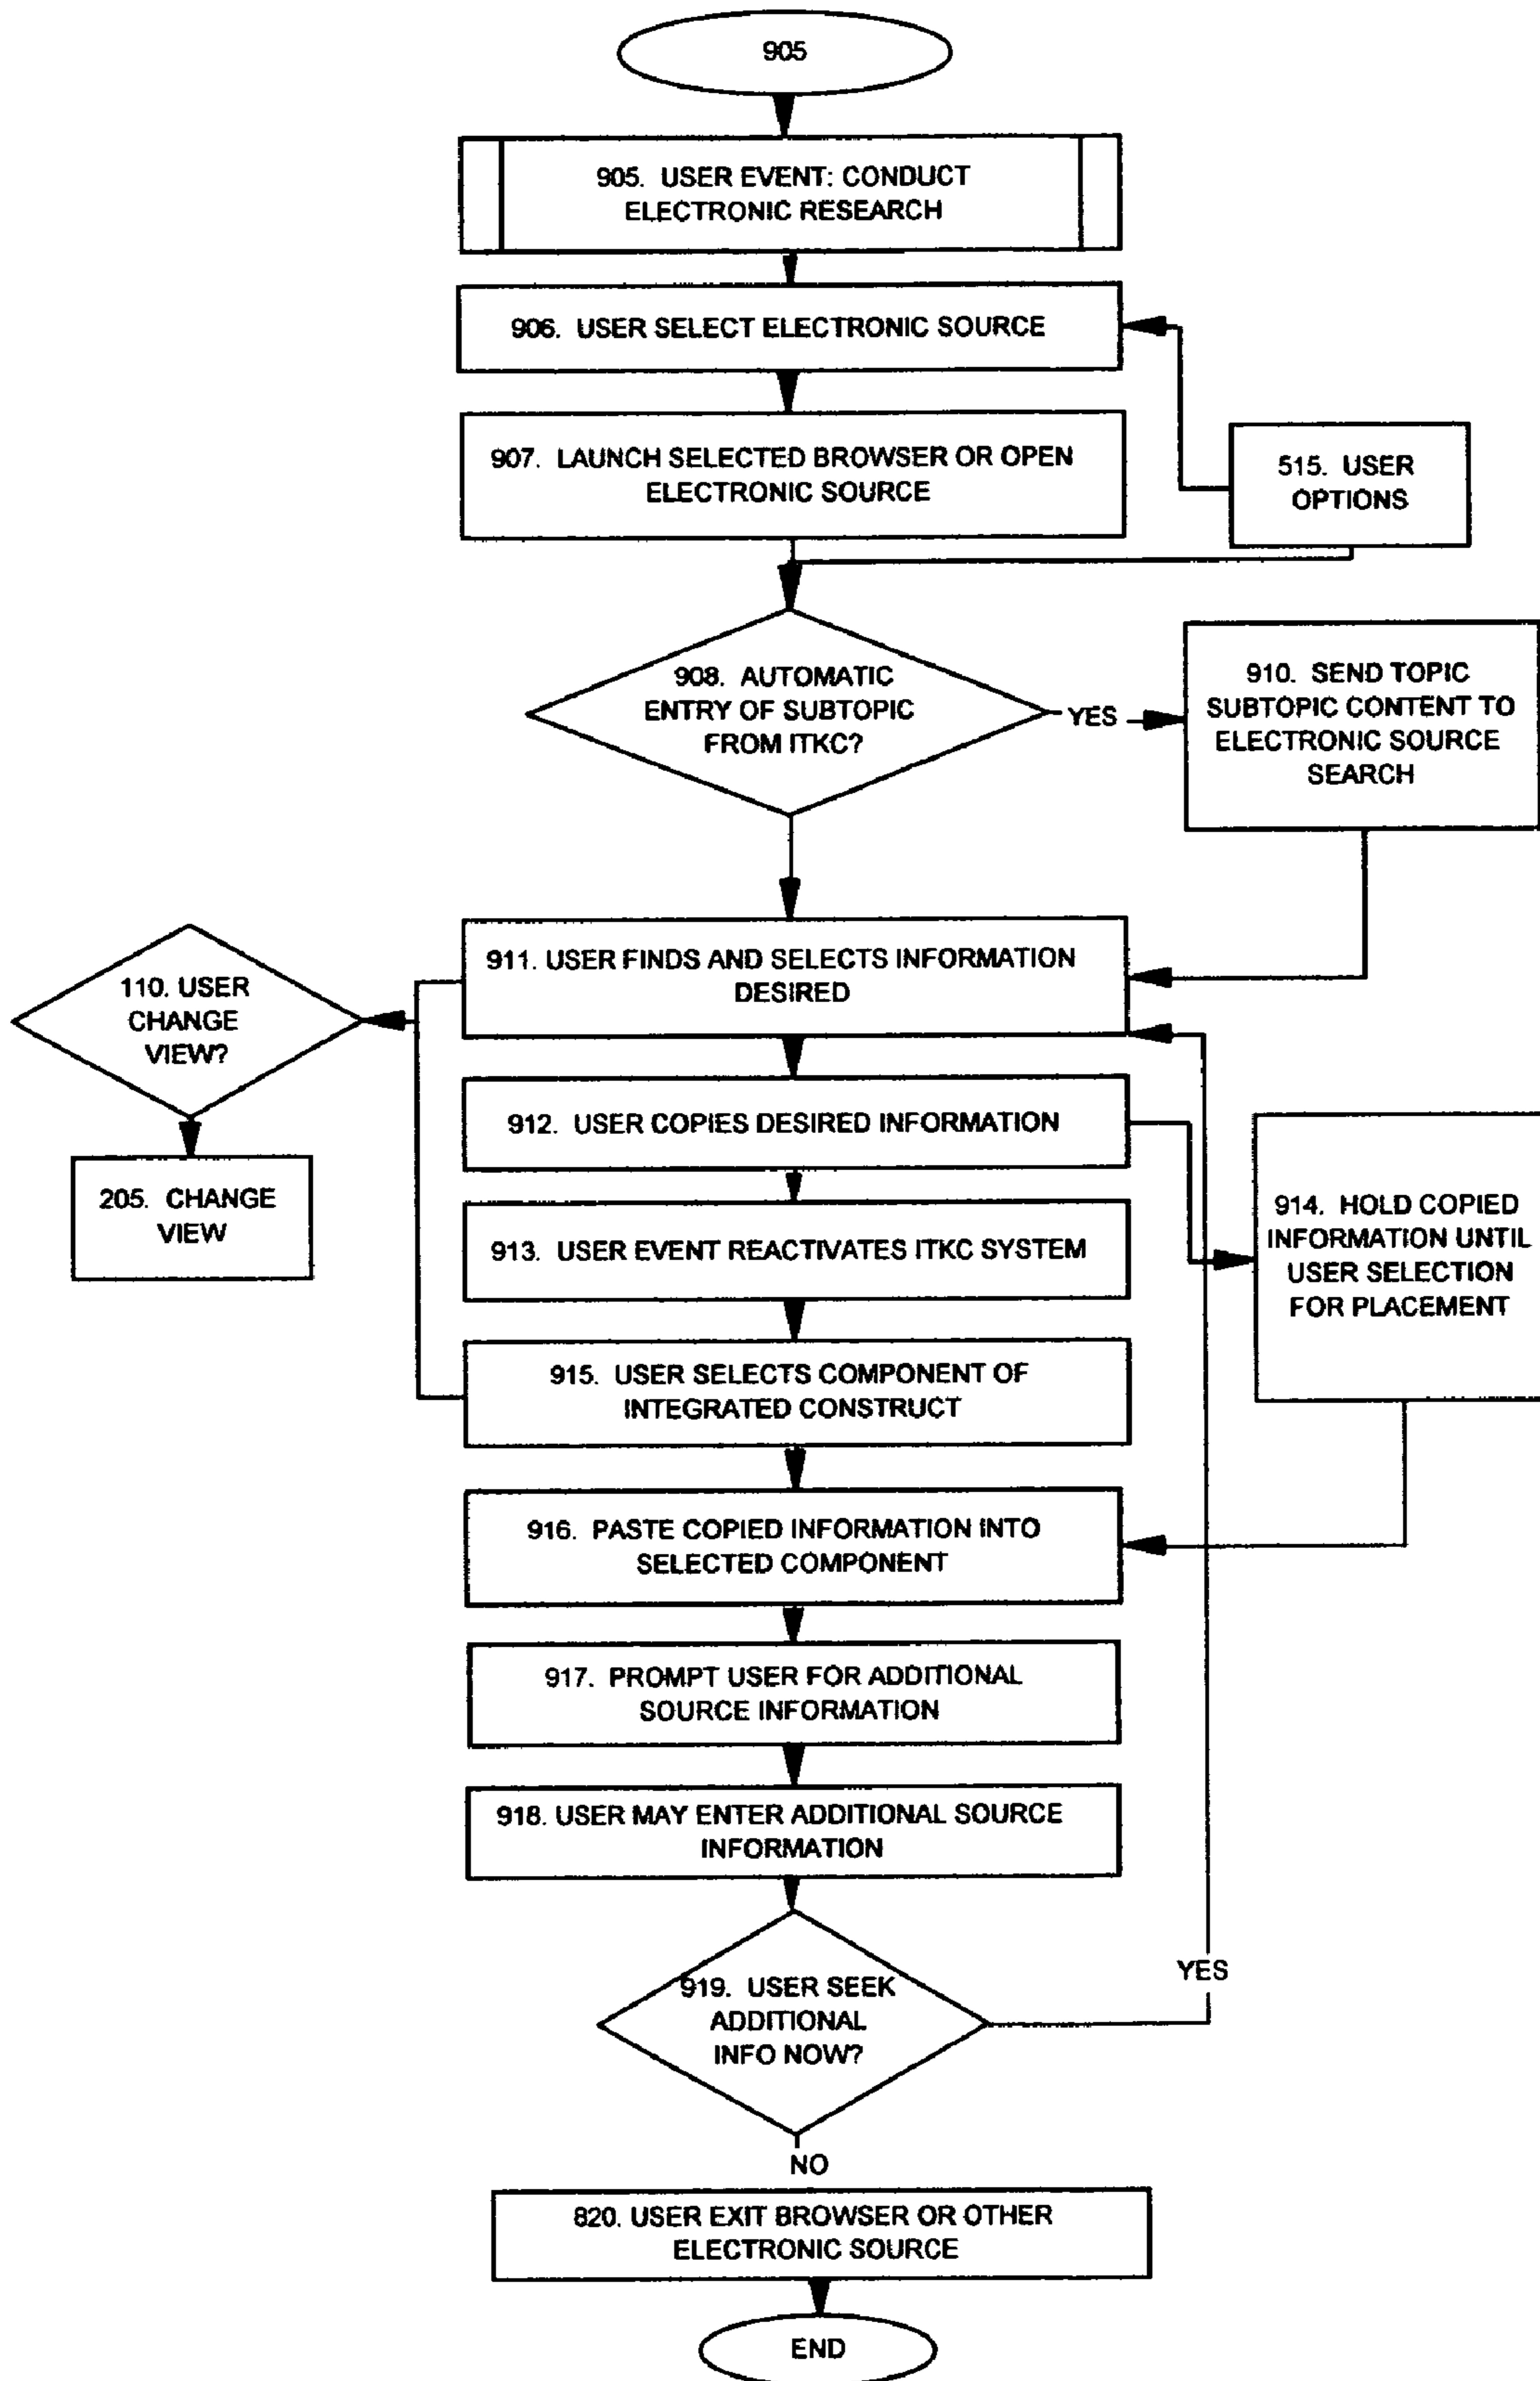 905
905. USER EVENT: CONDUCT
ELECTRONIC RESEARCH
906. USER SELECT ELECTRONIC SOURCE
907. LAUNCH SELECTED BROWSER OR OPEN
ELECTRONIC SOURCE
515. USER
OPTIONS
908. AUTOMATIC
ENTRY OF SUBTOPIC
FROM ITKC?
YES
910. SEND TOPIC
SUBTOPIC CONTENT TO
ELECTRONIC SOURCE
SEARCH
911. USER FINDS AND SELECTS INFORMATION
DESIRED
110. USER
CHANGE
VIEW?
205. CHANGE
VIEW
912. USER COPIES DESIRED INFORMATION
913. USER EVENT REACTIVATES ITKC SYSTEM
914. HOLD COPIED
INFORMATION UNTIL
USER SELECTION
FOR PLACEMENT
915. USER SELECTS COMPONENT OF
INTEGRATED CONSTRUCT
916. PASTE COPIED INFORMATION INTO
SELECTED COMPONENT
917. PROMPT USER FOR ADDITIONAL
SOURCE INFORMATION
918. USER MAY ENTER ADDITIONAL SOURCE
INFORMATION
919. USER SEEK
ADDITIONAL
INFO NOW?
YES
NO
820. USER EXIT BROWSER OR OTHER
ELECTRONIC SOURCE
END